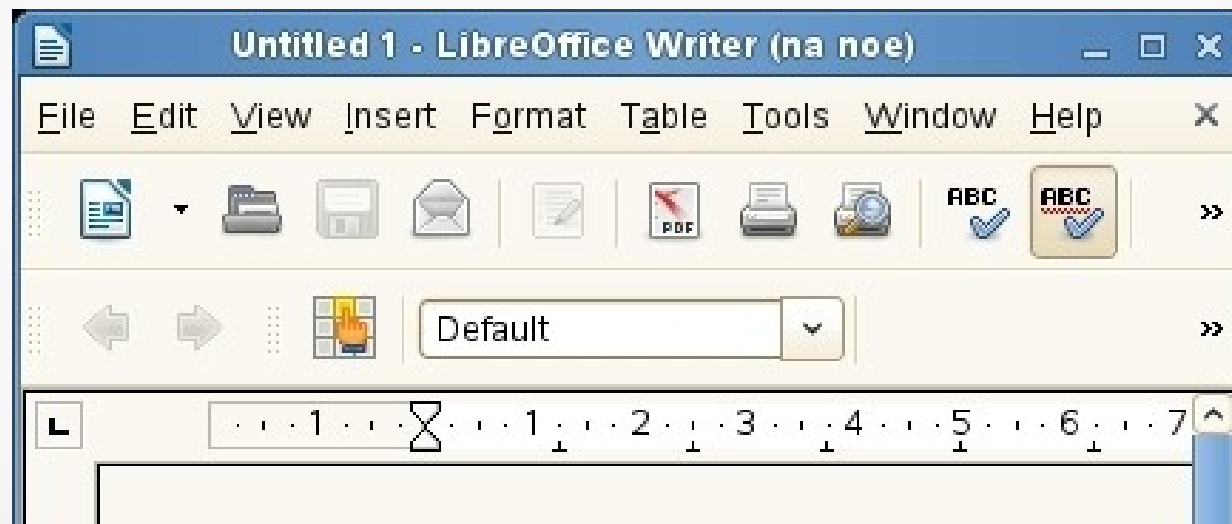 Untitled 1 - LibreOffice Writer (na noe)
File Edit View Insert Format Table Tools Window Help
PDF ABC ABC
Default
1 1 2 3 4 5 6 7